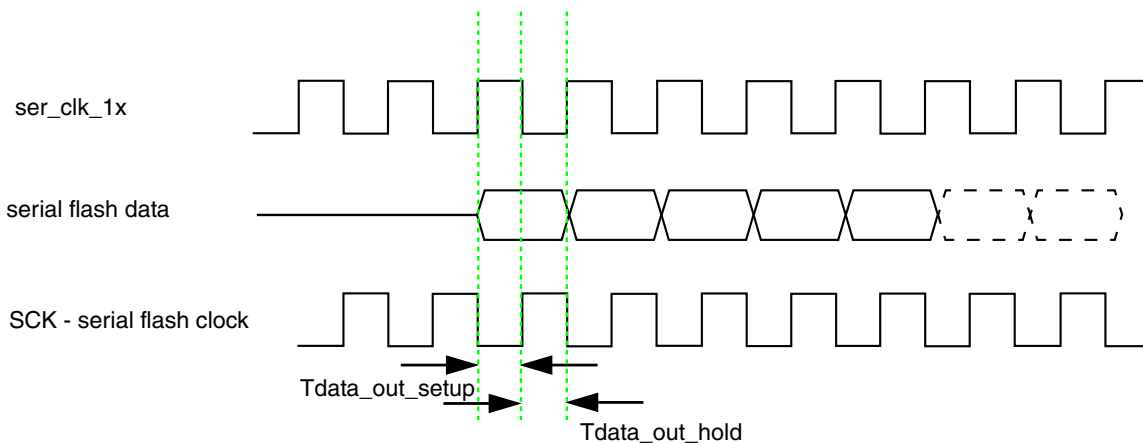 ser_clk_1x
serial flash data
SCK - serial flash clock
Tdata_out_setup
Tdata_out_hold